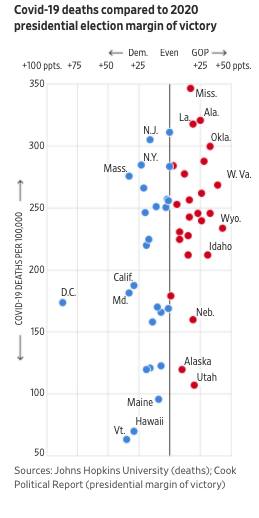 Covid-19 deaths compared to 2020
presidential election margin of victory
← Dem. Even GOP →
+100 ppts. +75 +50 +25 +25 +50 ppts.
350
Miss.
La. Ala.
N.J.
Okla.
300
N.Y.
Mass.
W. Va.
250
Wyo.
Idaho
200
Calif.
D.C.
Md.
Neb.
150
Alaska
Utah
100
Maine
Hawaii
Vt.
50
← COVID-19 DEATHS PER 100,000 →
Sources: Johns Hopkins University (deaths); Cook
Political Report (presidential margin of victory)